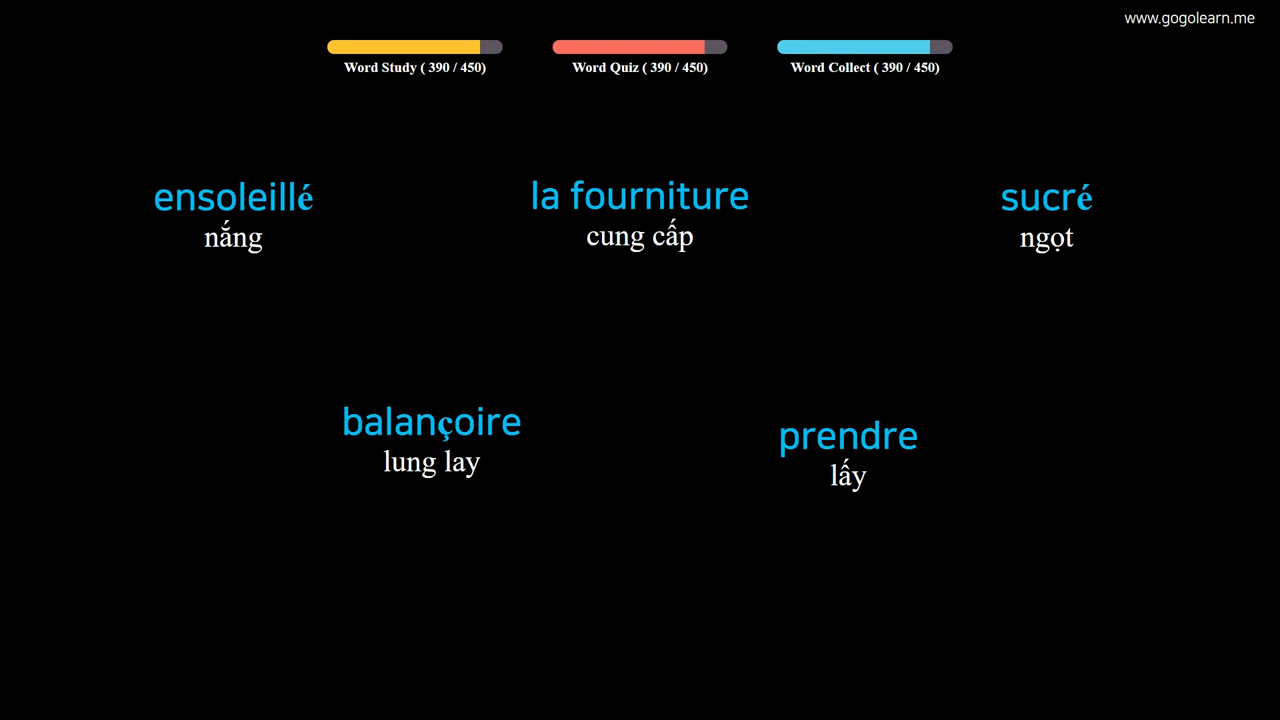 www.gogolearn.me
Word Study ( 390 / 450)
Word Quiz ( 390 / 450)
Word Collect ( 390 / 450)
ensoleillé
nắng
la fourniture
cung cấp
sucré
ngọt
balançoire
lung lay
prendre
lấy